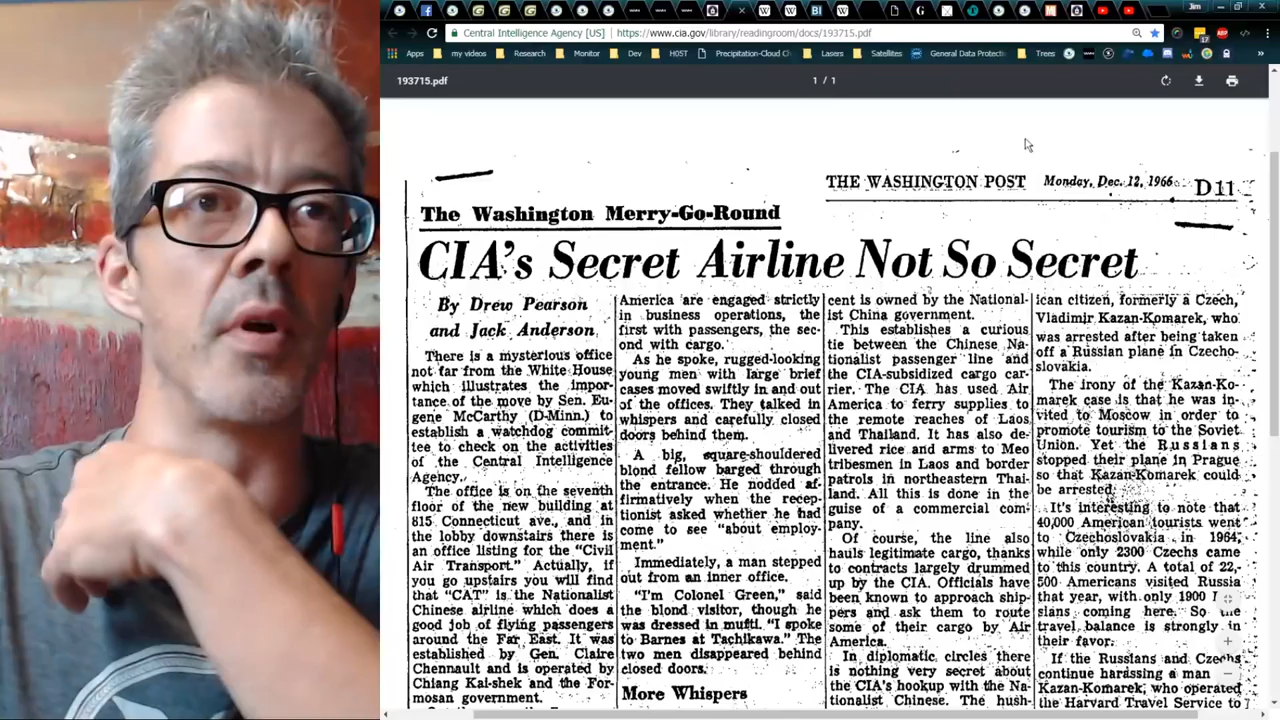 Jim
Central Intelligence Agency [US]
https://www.cia.gov/library/readingroom/docs/193715.pdf
Apps
my videos
Research
Monitor
Dev
H05T
Precipitation-Cloud C
Lasers
Satellites
General Data Protecti
Trees
193715.pdf
1 / 1
THE WASHINGTON POST
Monday, Dec. 12, 1966
D11
The Washington Merry-Go-Round
CIA's Secret Airline Not So Secret
By Drew Pearson
and Jack Anderson
There is a mysterious office
not far from the White House
which illustrates the impor-
tance of the move by Sen. Eu-
gene McCarthy (D-Minn.) to
establish a watchdog commit-
tee to check on the activities
of the Central Intelligence
Agency.
The office is on the seventh
floor of the new building at
815 Connecticut ave., and in
the lobby downstairs there is
an office listing for the "Civil
Air Transport." Actually, if
you go upstairs you will find
that "CAT" is the Nationalist
Chinese airline which does a
good job of flying passengers
around the Far East. It was
established by Gen. Claire
Chennault and is operated by
Chiang Kai-shek and the For-
mosan government.
America are engaged strictly
in business operations, the
first with passengers, the sec-
ond with cargo.
As he spoke, rugged-looking
young men with large brief
cases moved swiftly in and out
of the offices. They talked in
whispers and carefully closed
doors behind them.
A big, square-shouldered
blond fellow barged through
the entrance. He nodded af-
firmatively when the recep-
tionist asked whether he had
come to see "about employ-
ment."
Immediately, a man stepped
out from an inner office.
"I'm Colonel Green," said
the blond visitor, though he
was dressed in mufti. "I spoke
to Barnes at Tachikawa." The
two men disappeared behind
closed doors.
More Whispers
cent is owned by the National-
ist China government.
This establishes a curious
tie between the Chinese Na-
tionalist passenger line and
the CIA-subsidized cargo car-
rier. The CIA has used Air
America to ferry supplies to
the remote reaches of Laos
and Thailand. It has also de-
livered rice and arms to Meo
tribesmen in Laos and border
patrols in northeastern Thai-
land. All this is done in the
guise of a commercial com-
pany.
Of course, the line also
hauls legitimate cargo, thanks
to contracts largely drummed
up by the CIA. Officials have
been known to approach ship-
pers and ask them to route
some of their cargo by Air
America.
In diplomatic circles there
is nothing very secret about
the CIA's hookup with the Na-
tionalist Chinese. The hush-
ican citizen, formerly a Czech,
Vladimir Kazan-Komarek, who
was arrested after being taken
off a Russian plane in Czecho-
slovakia.
The irony of the Kazan-Ko-
marek case is that he was in-
vited to Moscow in order to
promote tourism to the Soviet
Union. Yet the Russians
stopped their plane in Prague
so that Kazan-Komarek could
be arrested.
It's interesting to note that
40,000 American tourists went
to Czechoslovakia in 1964,
while only 2300 Czechs came
to this country. A total of 22,-
500 Americans visited Russia
that year, with only 1900
sians coming here. So the
travel balance is strongly in
their favor.
If the Russians and Czechs
continue harassing a man
Kazan-Komarek, who operated
the Harvard Travel Service to